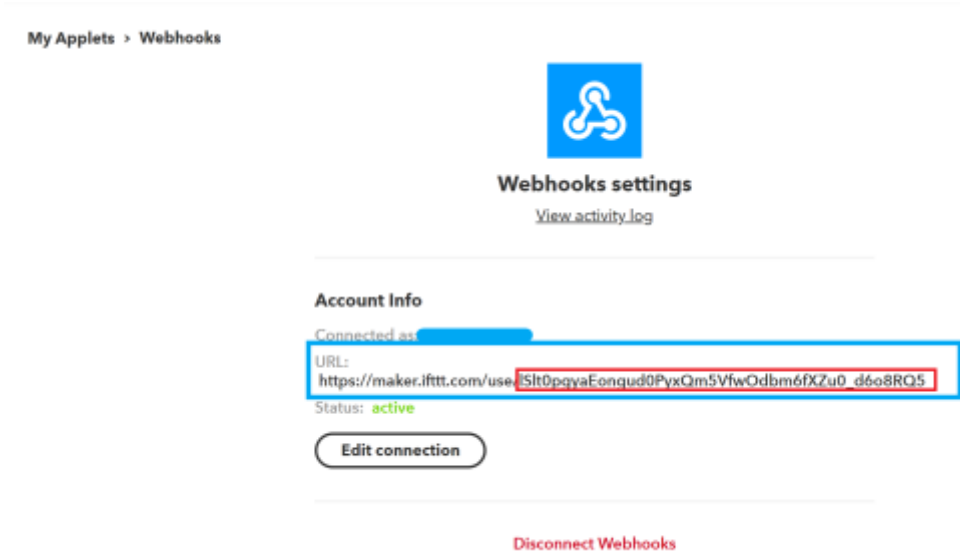 My Applets > Webhooks
Webhooks settings
View activity log
Account Info
Connected as:
URL:
https://maker.ifttt.com/use/lSlt0pqyaEongud0PyxQm5VfwOdbm6fXZu0_d6o8RQ5
Status: active
Edit connection
Disconnect Webhooks